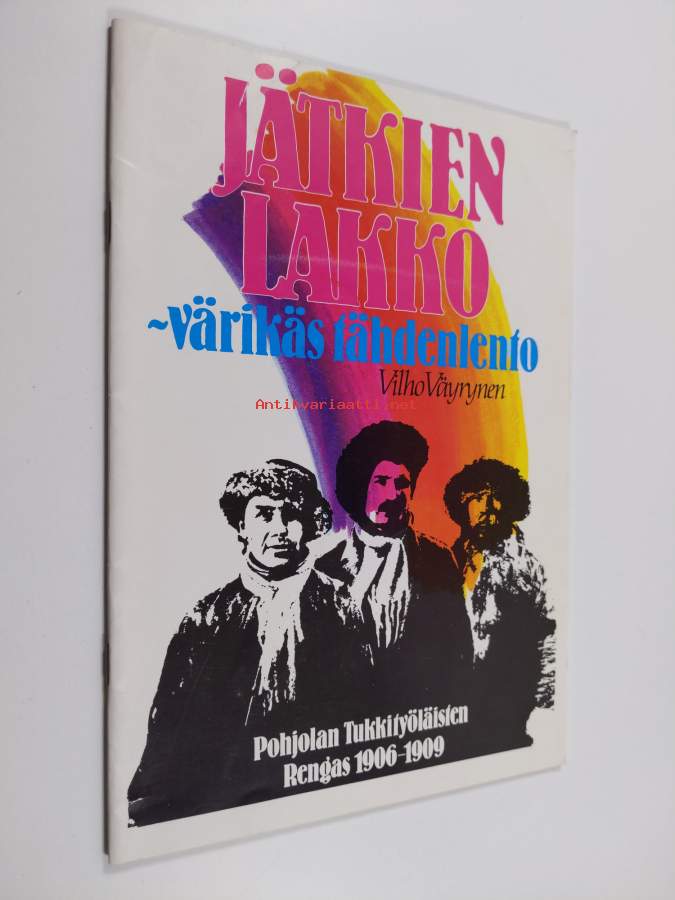 JÄTKIEN
LAKKO
~värikäs tähdenlento
Vilho Väyrynen
Antikvariaatti.net
Pohjolan Tukkityöläisten
Rengas 1906-1909